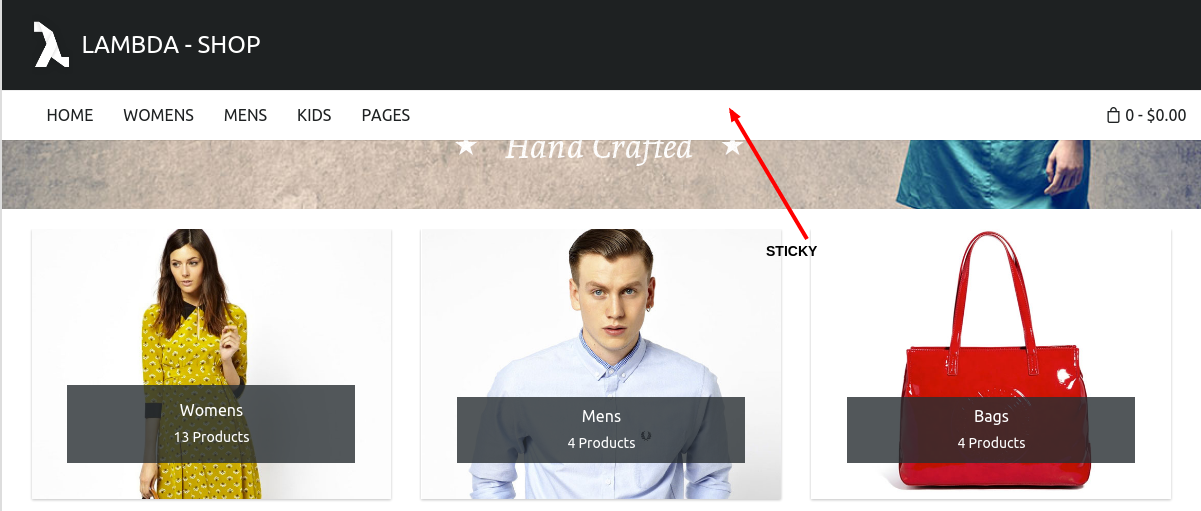 LAMBDA - SHOP
HOME WOMENS MENS KIDS PAGES 0 - $0.00
★ Hand Crafted ★
STICKY
Womens
13 Products
Mens
4 Products
Bags
4 Products